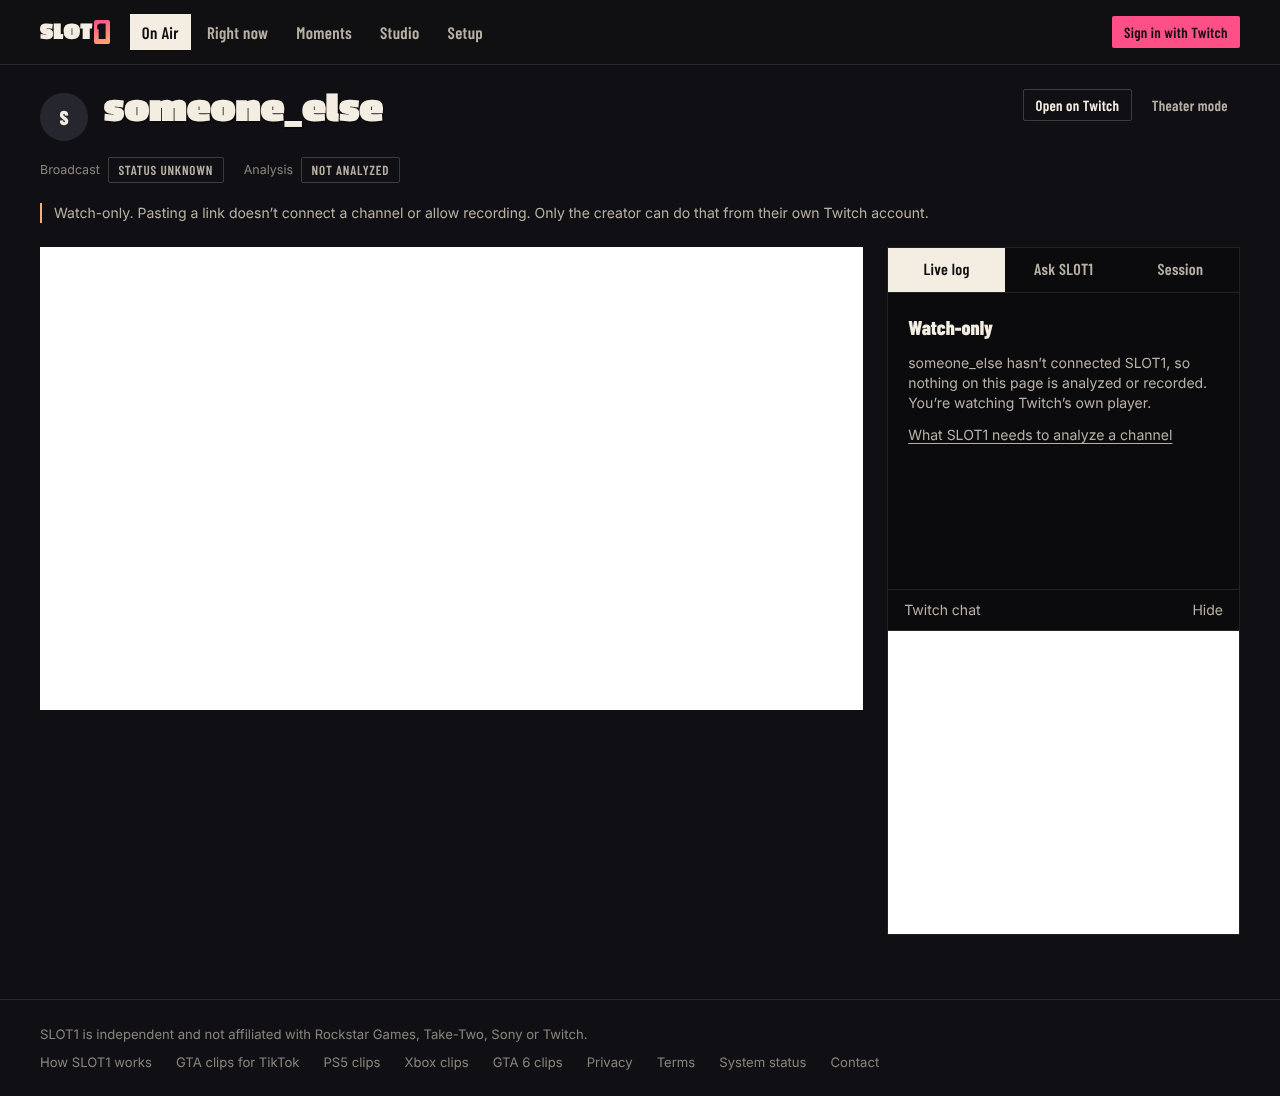 SLOT1
On Air
Right now
Moments
Studio
Setup
Sign in with Twitch
S
someone_else
Open on Twitch
Theater mode
Broadcast
STATUS UNKNOWN
Analysis
NOT ANALYZED
Watch-only. Pasting a link doesn’t connect a channel or allow recording. Only the creator can do that from their own Twitch account.
Live log
Ask SLOT1
Session
Watch-only
someone_else hasn’t connected SLOT1, so
nothing on this page is analyzed or recorded.
You’re watching Twitch’s own player.
What SLOT1 needs to analyze a channel
Twitch chat
Hide
SLOT1 is independent and not affiliated with Rockstar Games, Take-Two, Sony or Twitch.
How SLOT1 works
GTA clips for TikTok
PS5 clips
Xbox clips
GTA 6 clips
Privacy
Terms
System status
Contact